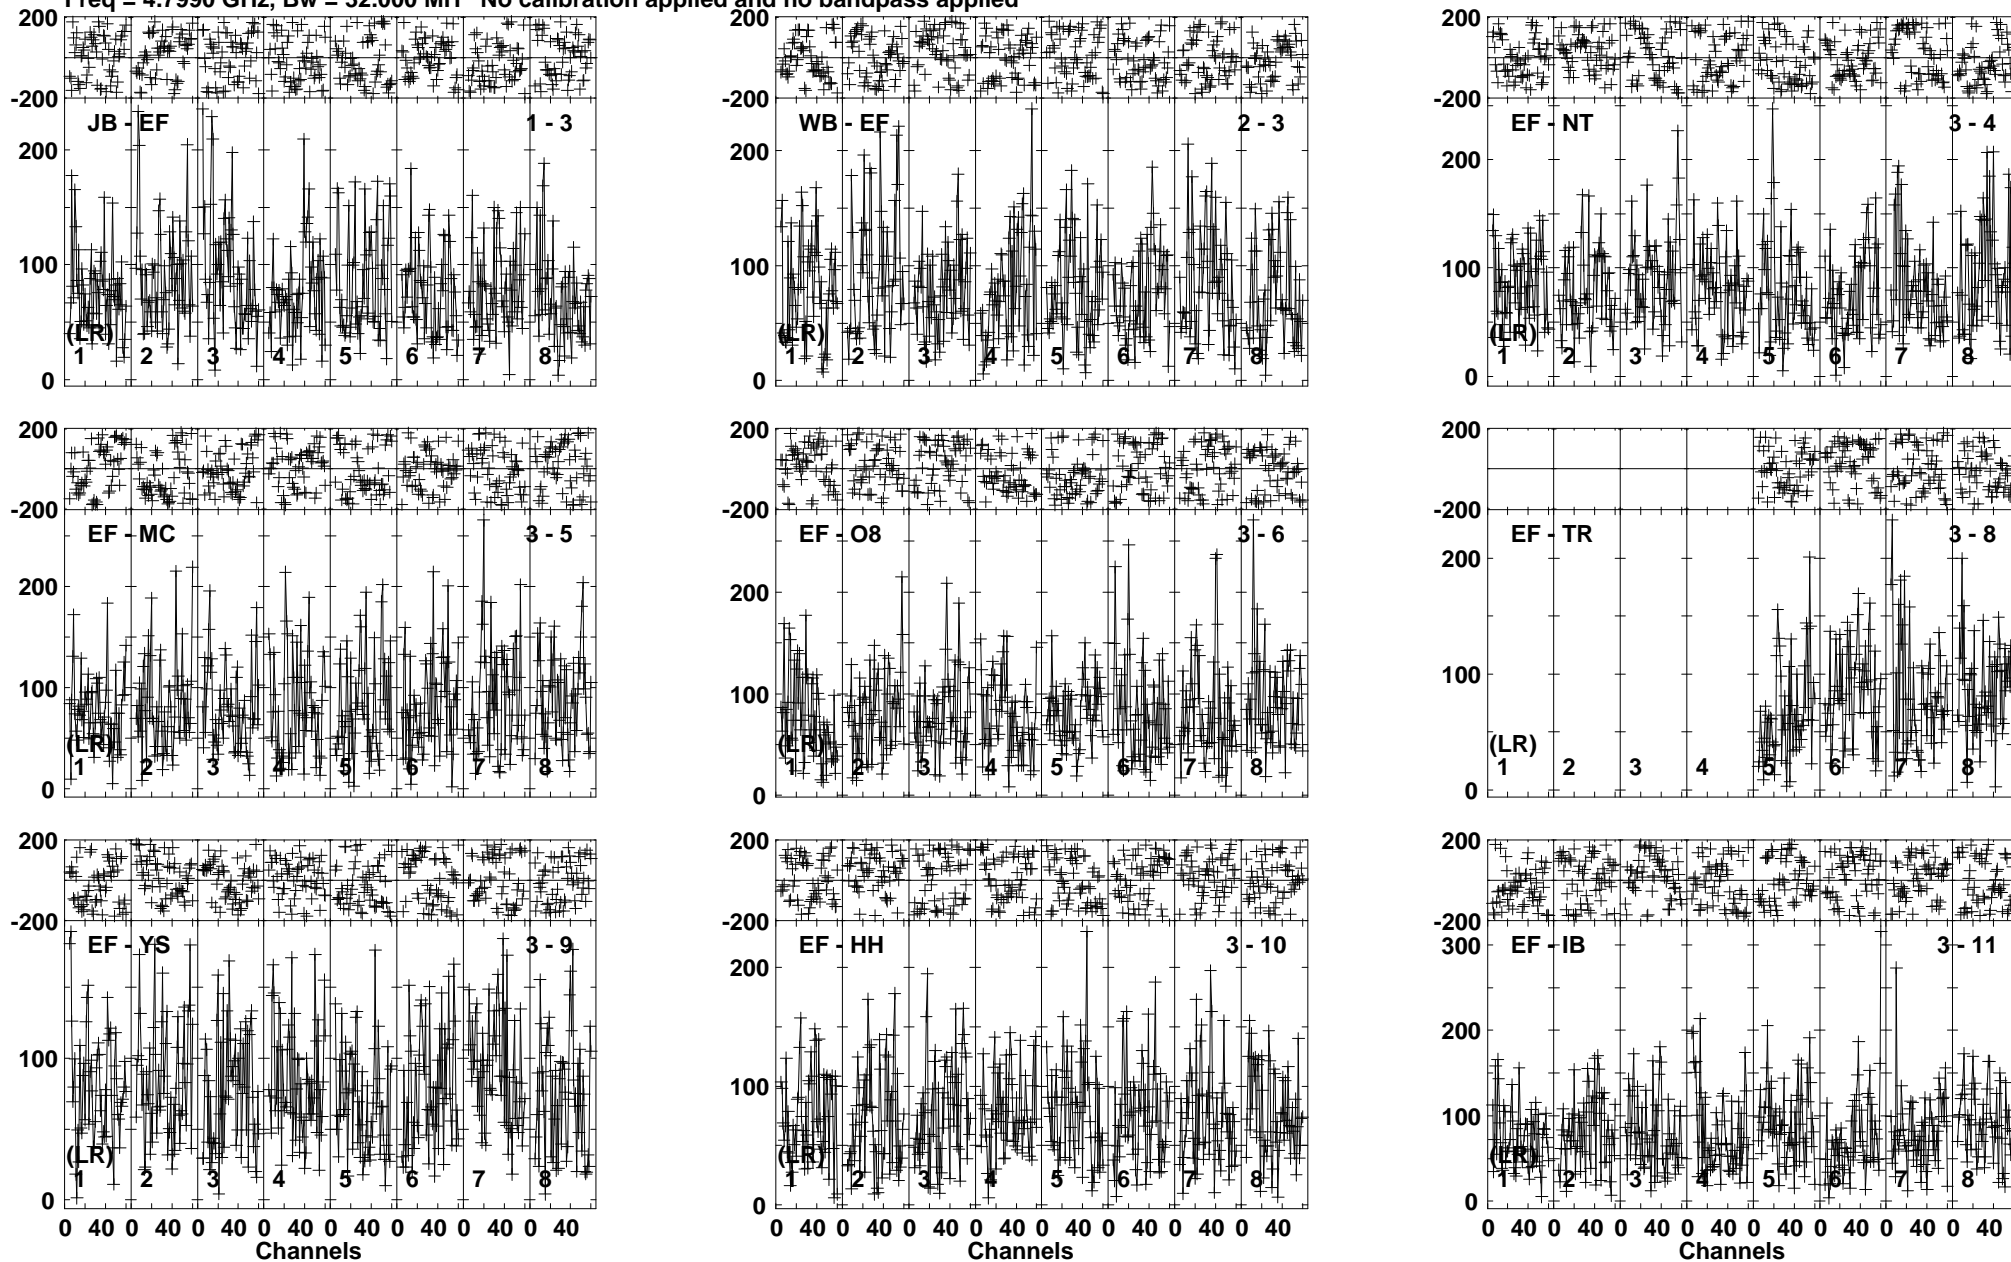 Freq = 4.7990 GHz, Bw = 32.000 MH No calibration applied and no bandpass applied
200 200 200
-200 -200 -200
JB - EF 1 - 3 WB - EF 2 - 3 EF - NT 3 - 4
200 200 200
100 100 100
(LR) (LR) (LR)
1 2 3 4 5 6 7 8 1 2 3 4 5 6 7 8 1 2 3 4 5 6 7 8
0 0 0
200 200 200
-200 -200 -200
EF - MC 3 - 5 EF - O8 3 - 6 EF - TR 3 - 8
200 200 200
100 100 100
(LR) (LR) (LR)
1 2 3 4 5 6 7 8 1 2 3 4 5 6 7 8 1 2 3 4 5 6 7 8
0 0 0
200 200 200
-200 -200 -200
EF - YS 3 - 9 EF - HH 3 - 10 EF - IB 3 - 11
300
200 200
100 100 100
(LR) (LR) (LR)
1 2 3 4 5 6 7 8 1 2 3 4 5 6 7 8 1 2 3 4 5 6 7 8
0 0 0
0 40 0 40 0 40 0 40 0 40 0 40 0 40 0 40 0 40 0 40 0 40 0 40 0 40 0 40 0 40 0 40 0 40 0 40 0 40 0 40 0 40 0 40 0 40 0 40
Channels Channels Channels